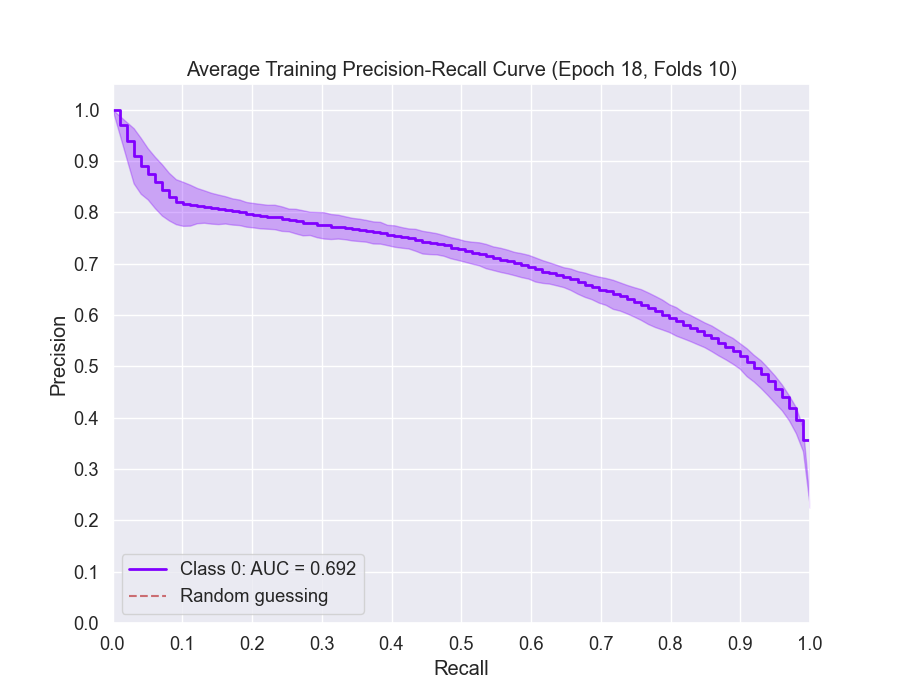 Average Training Precision-Recall Curve (Epoch 18, Folds 10)
Precision
1.0
0.9
0.8
0.7
0.6
0.5
0.4
0.3
0.2
0.1
0.0
Class 0: AUC = 0.692
Random guessing
0.0 0.1 0.2 0.3 0.4 0.5 0.6 0.7 0.8 0.9 1.0
Recall